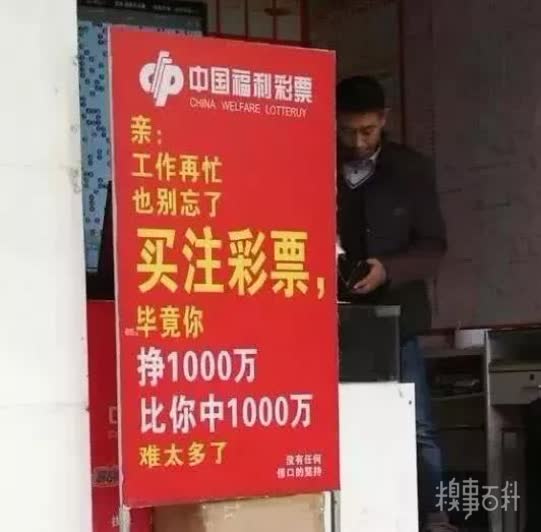 中国福利彩票
CHINA WELFARE LOTTERUY
亲:
工作再忙
也别忘了
买注彩票,
毕竟你
挣1000万
比你中1000万
难太多了
没有任何
借口的坚持
糗事百科